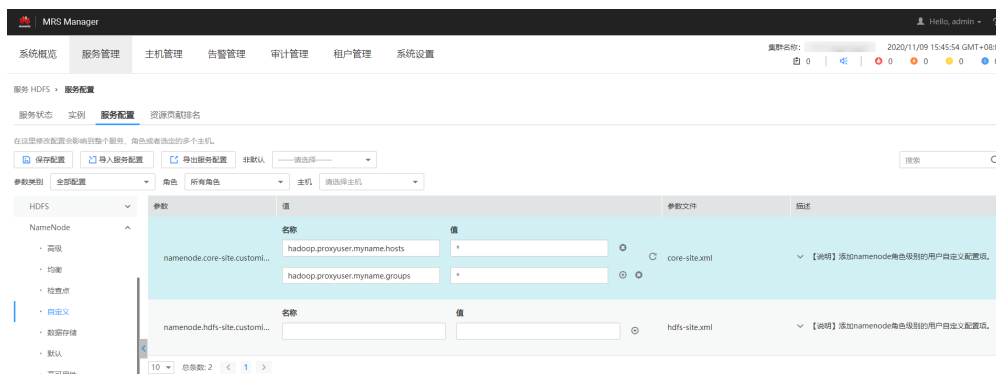 HUAWEI MRS Manager Hello, admin
系统概览 服务管理 主机管理 告警管理 审计管理 租户管理 系统设置 集群名称: 2020/11/09 15:45:54 GMT+08:0
0 0 0 0
服务 HDFS › 服务配置
服务状态 实例 服务配置 资源贡献排名
在这里修改配置会影响到整个服务、角色或者选定的多个主机。
保存配置 导入服务配置 导出服务配置 非默认 ——请选择—— 搜索
参数类别 全部配置 角色 所有角色 主机 请选择主机
HDFS 参数 值 参数文件 描述
NameNode 名称 值
· 高级 hadoop.proxyuser.myname.hosts *
· 均衡 namenode.core-site.customi... core-site.xml 【说明】添加namenode角色级别的用户自定义配置项。
hadoop.proxyuser.myname.groups *
· 检查点
· 自定义 名称 值
· 数据存储 namenode.hdfs-site.customi... hdfs-site.xml 【说明】添加namenode角色级别的用户自定义配置项。
· 默认
10 总条数: 2 < 1 >